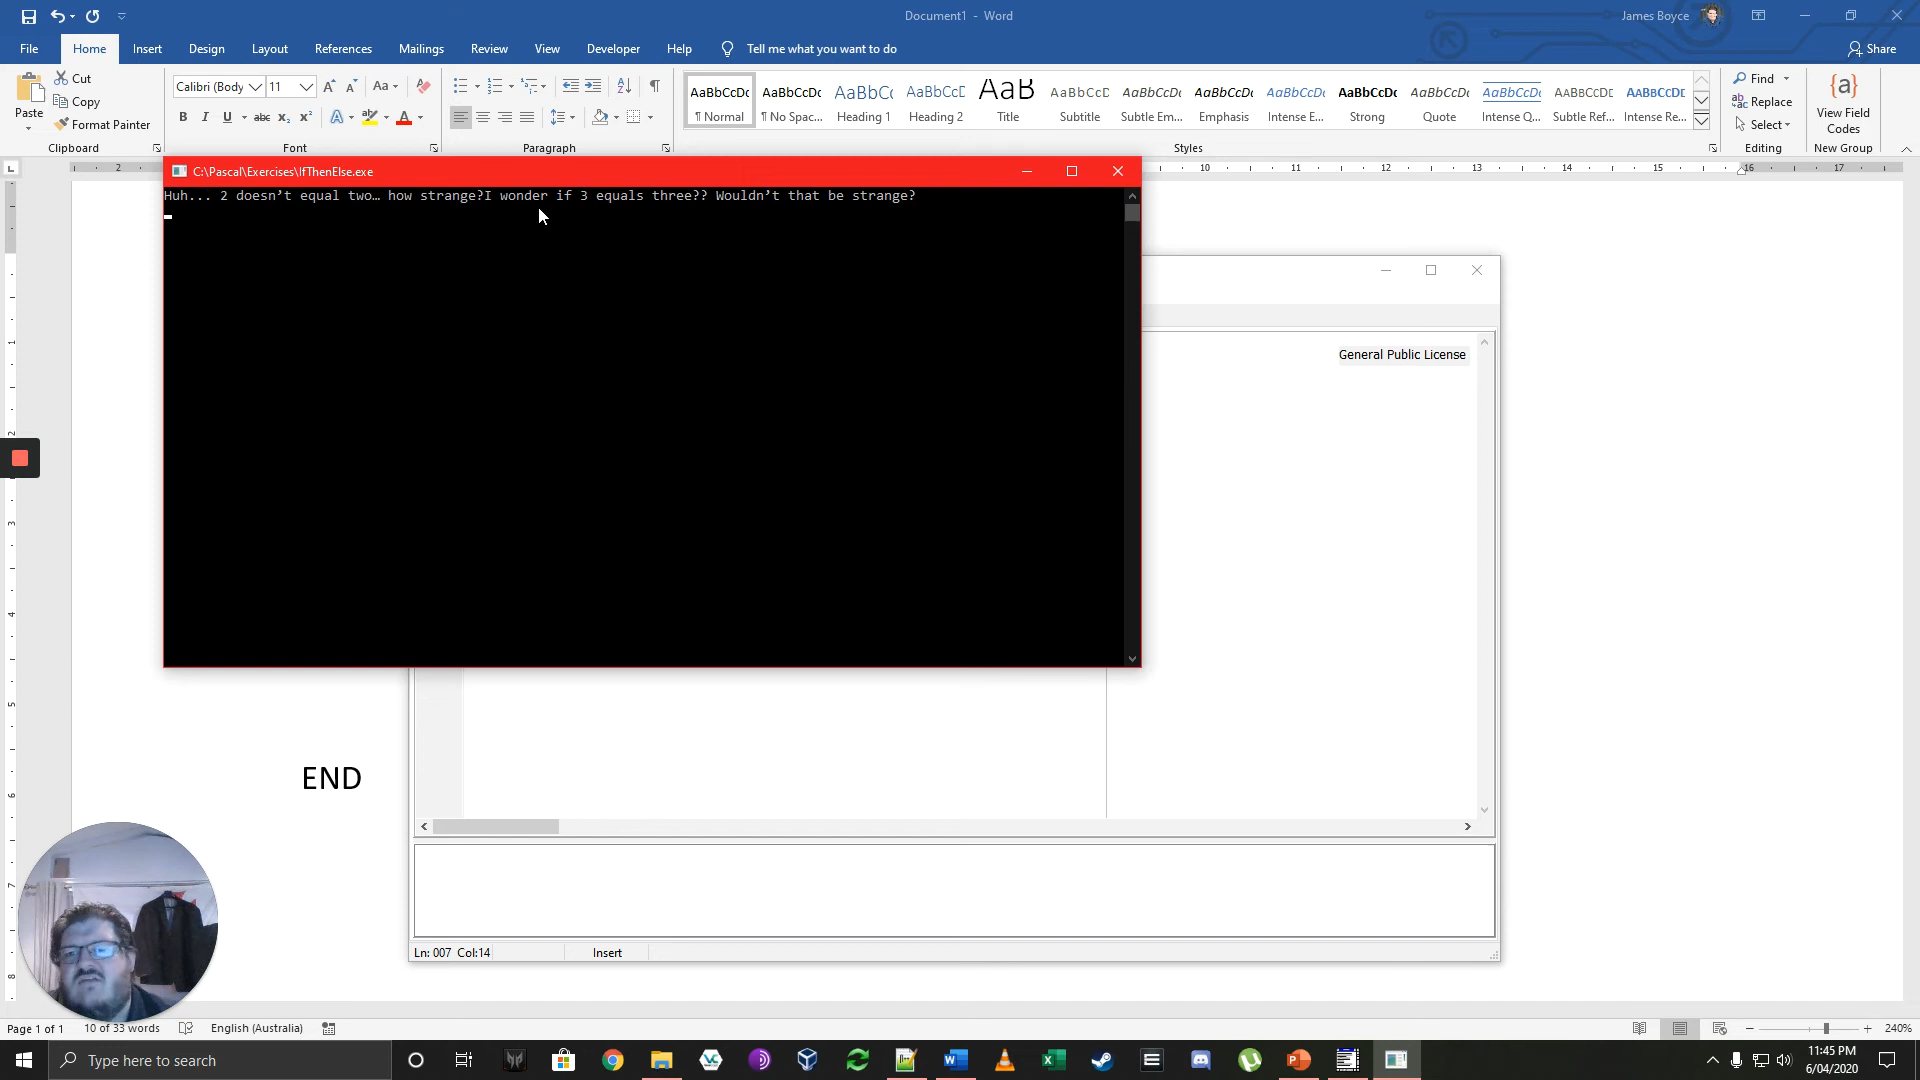 Document1 - Word
James Boyce
File Home Insert Design Layout References Mailings Review View Developer Help Tell me what you want to do
Share
Paste
Cut
Copy
Format Painter
Clipboard
Calibri (Body 11
Font
Paragraph
AaBbCcDc AaBbCcDc AaBbCc AaBbCcD AaB AaBbCcD AaBbCcDc AaBbCcDc AaBbCcDc AaBbCcDc AaBbCcDc AaBbCcDc AABBCCDC AABBCCDC
¶ Normal ¶ No Spac... Heading 1 Heading 2 Title Subtitle Subtle Em... Emphasis Intense E... Strong Quote Intense Q... Subtle Ref... Intense Re...
Styles
Find
Replace
Select
Editing
View Field Codes
New Group
C:\Pascal\Exercises\IfThenElse.exe
Huh... 2 doesn’t equal two… how strange?I wonder if 3 equals three?? Wouldn’t that be strange?
General Public License
END
Ln: 007 Col:14 Insert
Page 1 of 1 10 of 33 words English (Australia)
240%
Type here to search
11:45 PM
6/04/2020